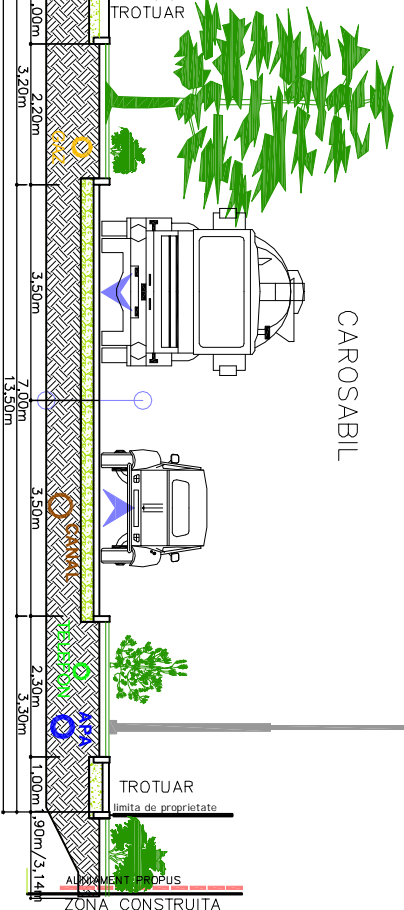 TROTUAR
,00m
3,20m
2,20m
GAZ
3,50m
CAROSABIL
7,00m
13,50m
3,50m
CANAL
TELEFON
2,30m
3,30m
APA
TROTUAR
limita de proprietate
1,00m
,90m/3,14m
ALINIAMENT PROPUS
ZONA CONSTRUITA